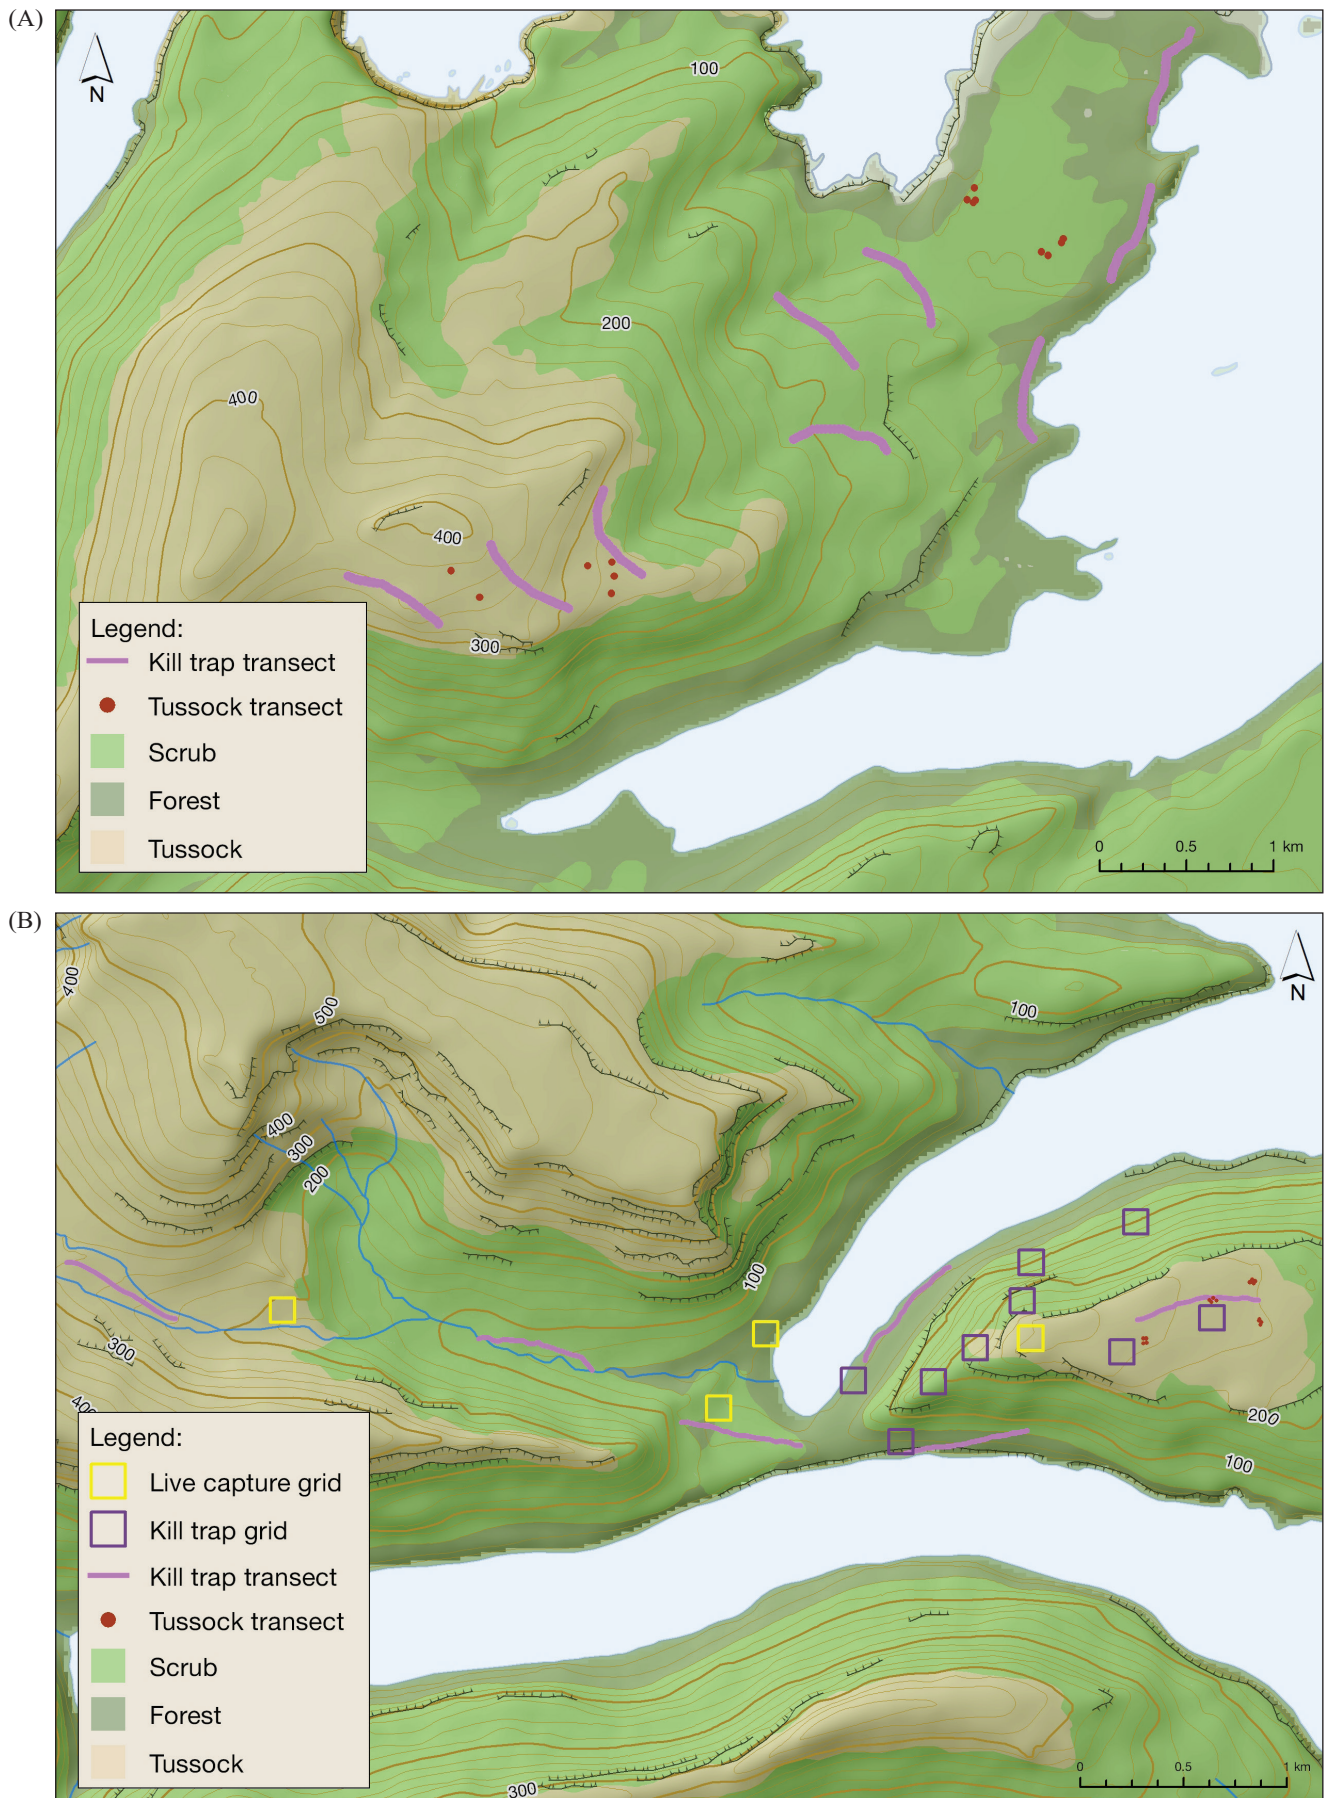 (A)
N
100
200
400
400
300
Legend:
Kill trap transect
Tussock transect
Scrub
Forest
Tussock
0 0.5 1 km
(B)
N
400
500
100
400
300
200
100
300
400
200
100
Legend:
Live capture grid
Kill trap grid
Kill trap transect
Tussock transect
Scrub
Forest
Tussock
300
0 0.5 1 km